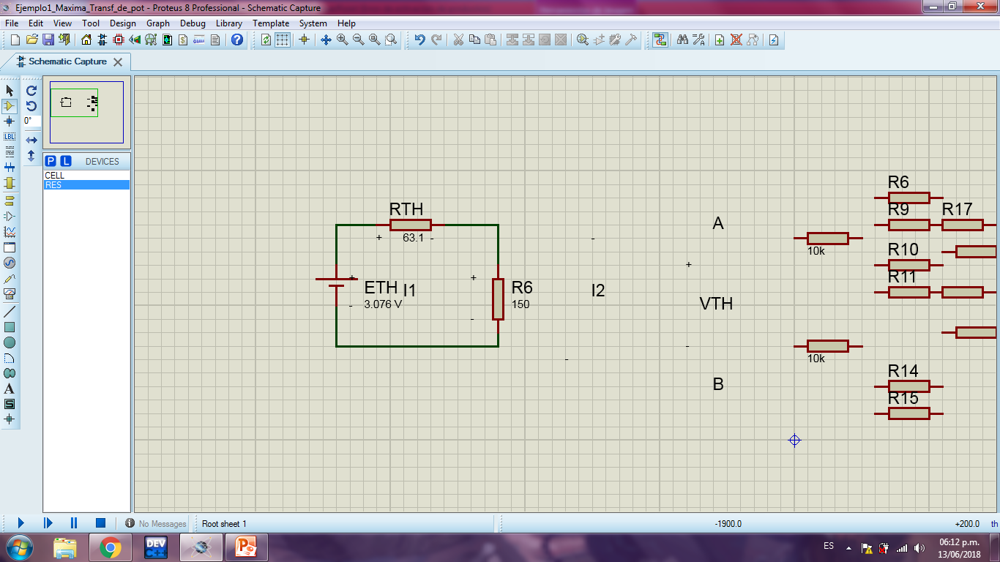 Ejemplo1_Maxima_Transf_de_pot - Proteus 8 Professional - Schematic Capture
File Edit View Tool Design Graph Debug Library Template System Help
Schematic Capture
0°
LBL
P L DEVICES
CELL
RES
A
S
RTH
+ 63.1 -
+ ETH I1
- 3.076 V
+
R6
150
-
-
I2
-
A
+
VTH
-
B
10k
10k
R6
R9 R17
R10
R11
R14
R15
No Messages Root sheet 1 -1900.0 +200.0 th
DEV
C++
P
ES
06:12 p.m.
13/06/2018